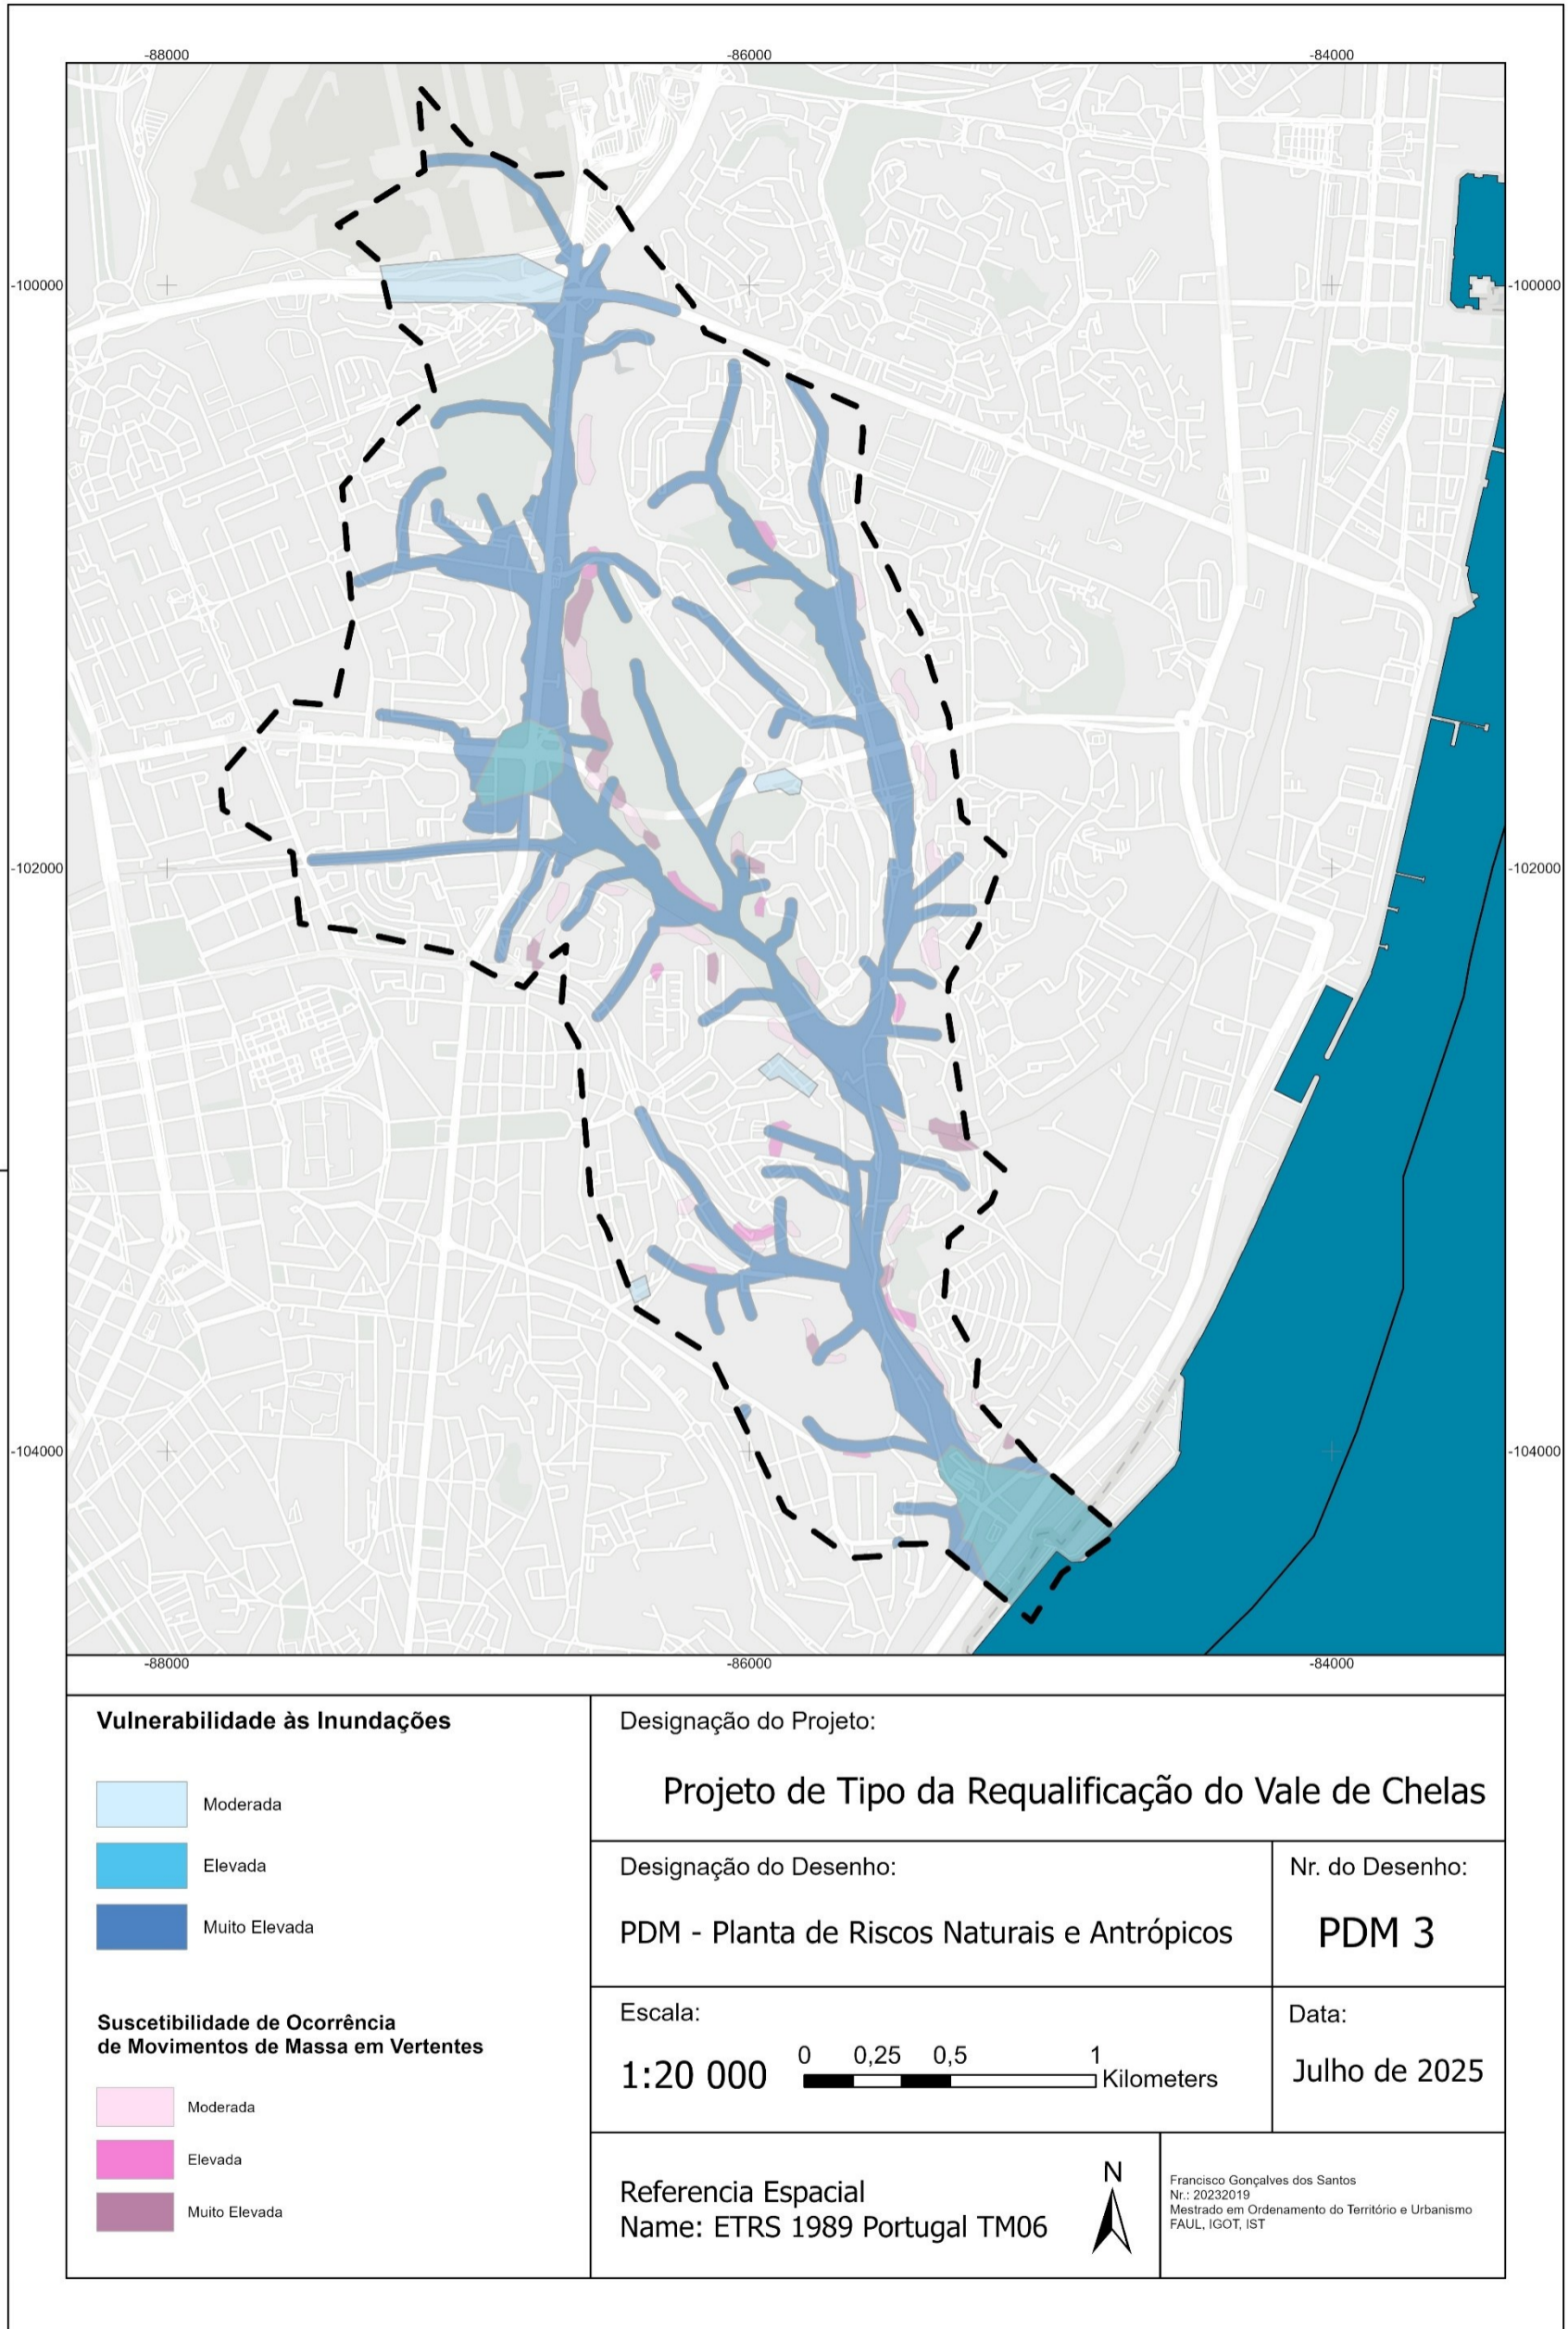 -88000
-86000
-84000
-100000
-100000
-102000
-102000
-104000
-104000
-88000
-86000
-84000
Vulnerabilidade às Inundações
Moderada
Elevada
Muito Elevada
Suscetibilidade de Ocorrência
de Movimentos de Massa em Vertentes
Moderada
Elevada
Muito Elevada
Designação do Projeto:
Projeto de Tipo da Requalificação do Vale de Chelas
Designação do Desenho:
PDM - Planta de Riscos Naturais e Antrópicos
Nr. do Desenho:
PDM 3
Escala:
1:20 000
0 0,25 0,5 1
Kilometers
Data:
Julho de 2025
Referencia Espacial
Name: ETRS 1989 Portugal TM06
N
Francisco Gonçalves dos Santos
Nr.: 20232019
Mestrado em Ordenamento do Território e Urbanismo
FAUL, IGOT, IST